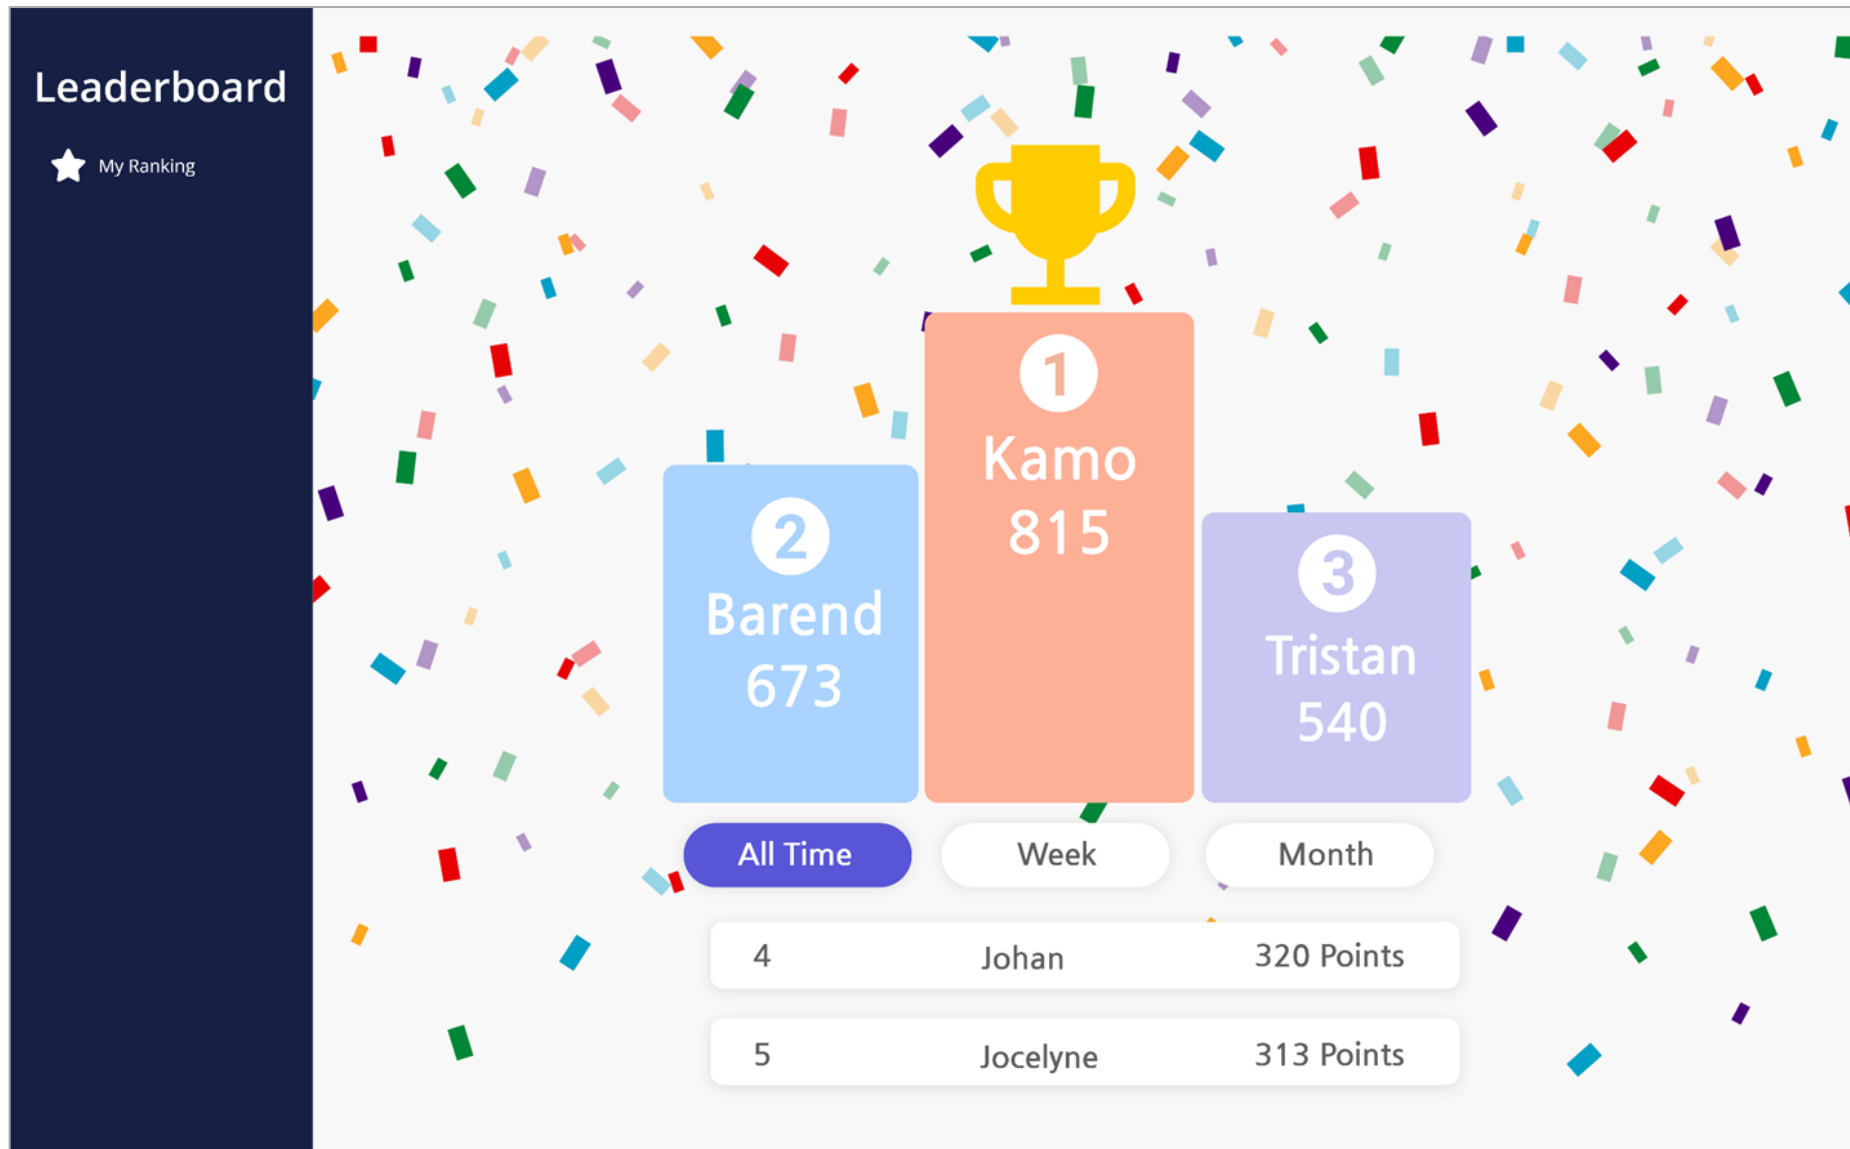 Leaderboard
My Ranking
1
Kamo
815
2
Barend
673
3
Tristan
540
All Time
Week
Month
4 Johan 320 Points
5 Jocelyne 313 Points